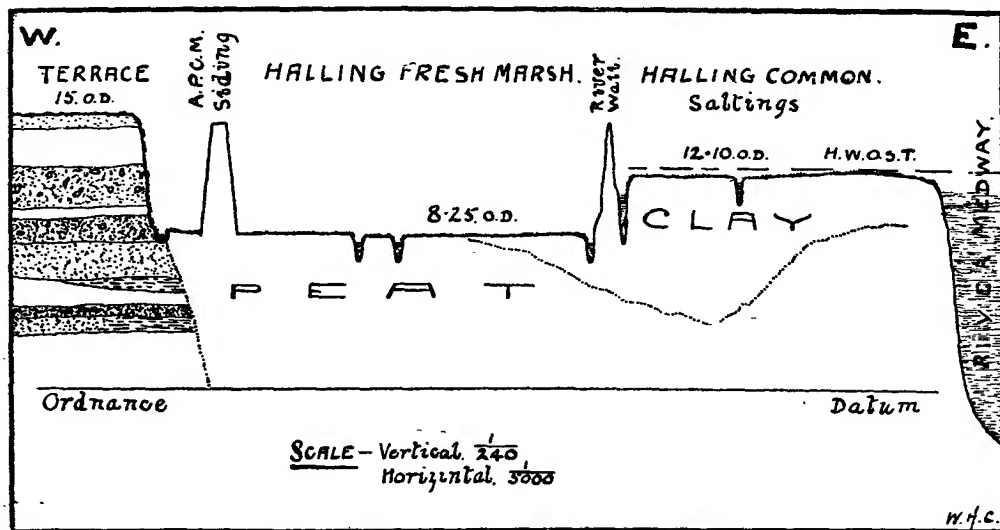 W.
E.
TERRACE
15. O.D.
A.P.C.M.
Siding
HALLING FRESH MARSH.
River
Wall.
HALLING COMMON.
Saltings
12·10.O.D.
H.W.O.S.T.
8·25.O.D.
CLAY
PEAT
RIVER MEDWAY.
Ordnance
Datum
SCALE – Vertical. 1/240
Horizontal. 1/5000
W.H.C.